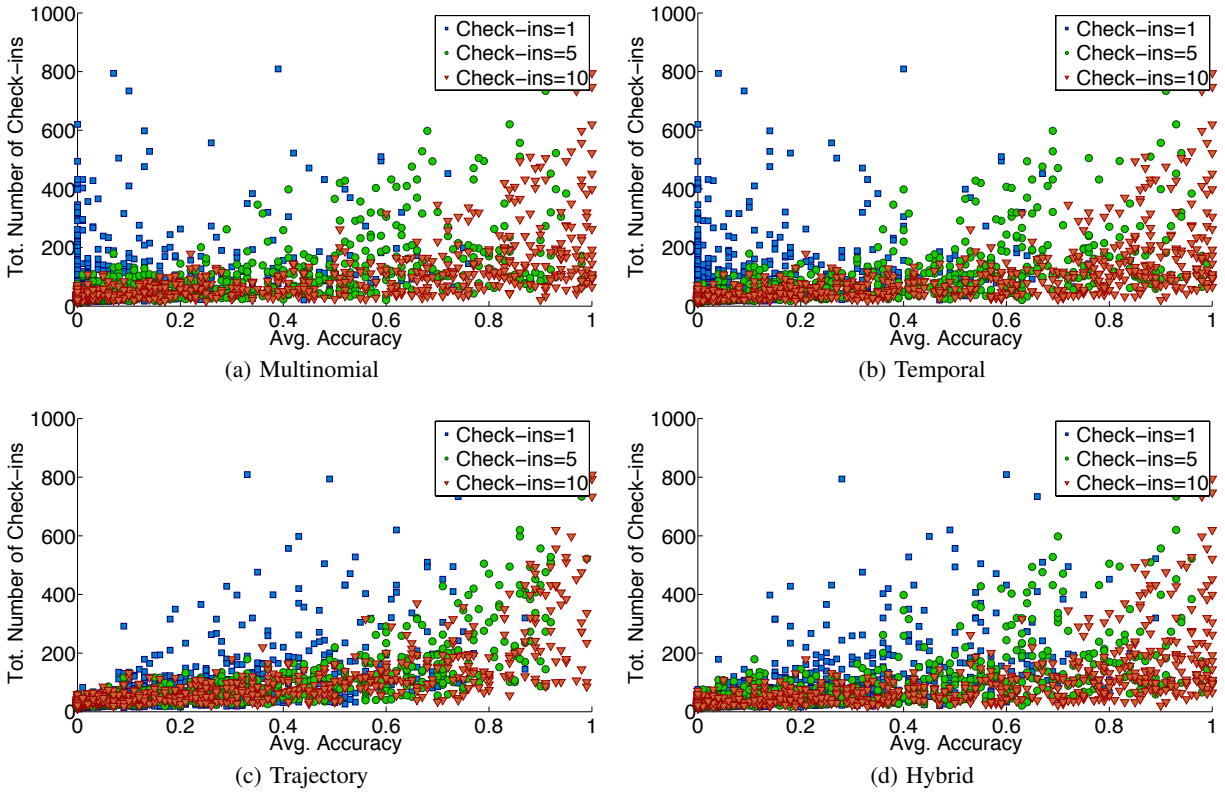 1000
800
600
400
200
0
Tot. Number of Check−ins
Check−ins=1
Check−ins=5
Check−ins=10
0 0.2 0.4 0.6 0.8 1
Avg. Accuracy
(a) Multinomial
1000
800
600
400
200
0
Tot. Number of Check−ins
Check−ins=1
Check−ins=5
Check−ins=10
0 0.2 0.4 0.6 0.8 1
Avg. Accuracy
(b) Temporal
1000
800
600
400
200
0
Tot. Number of Check−ins
Check−ins=1
Check−ins=5
Check−ins=10
0 0.2 0.4 0.6 0.8 1
Avg. Accuracy
(c) Trajectory
1000
800
600
400
200
0
Tot. Number of Check−ins
Check−ins=1
Check−ins=5
Check−ins=10
0 0.2 0.4 0.6 0.8 1
Avg. Accuracy
(d) Hybrid